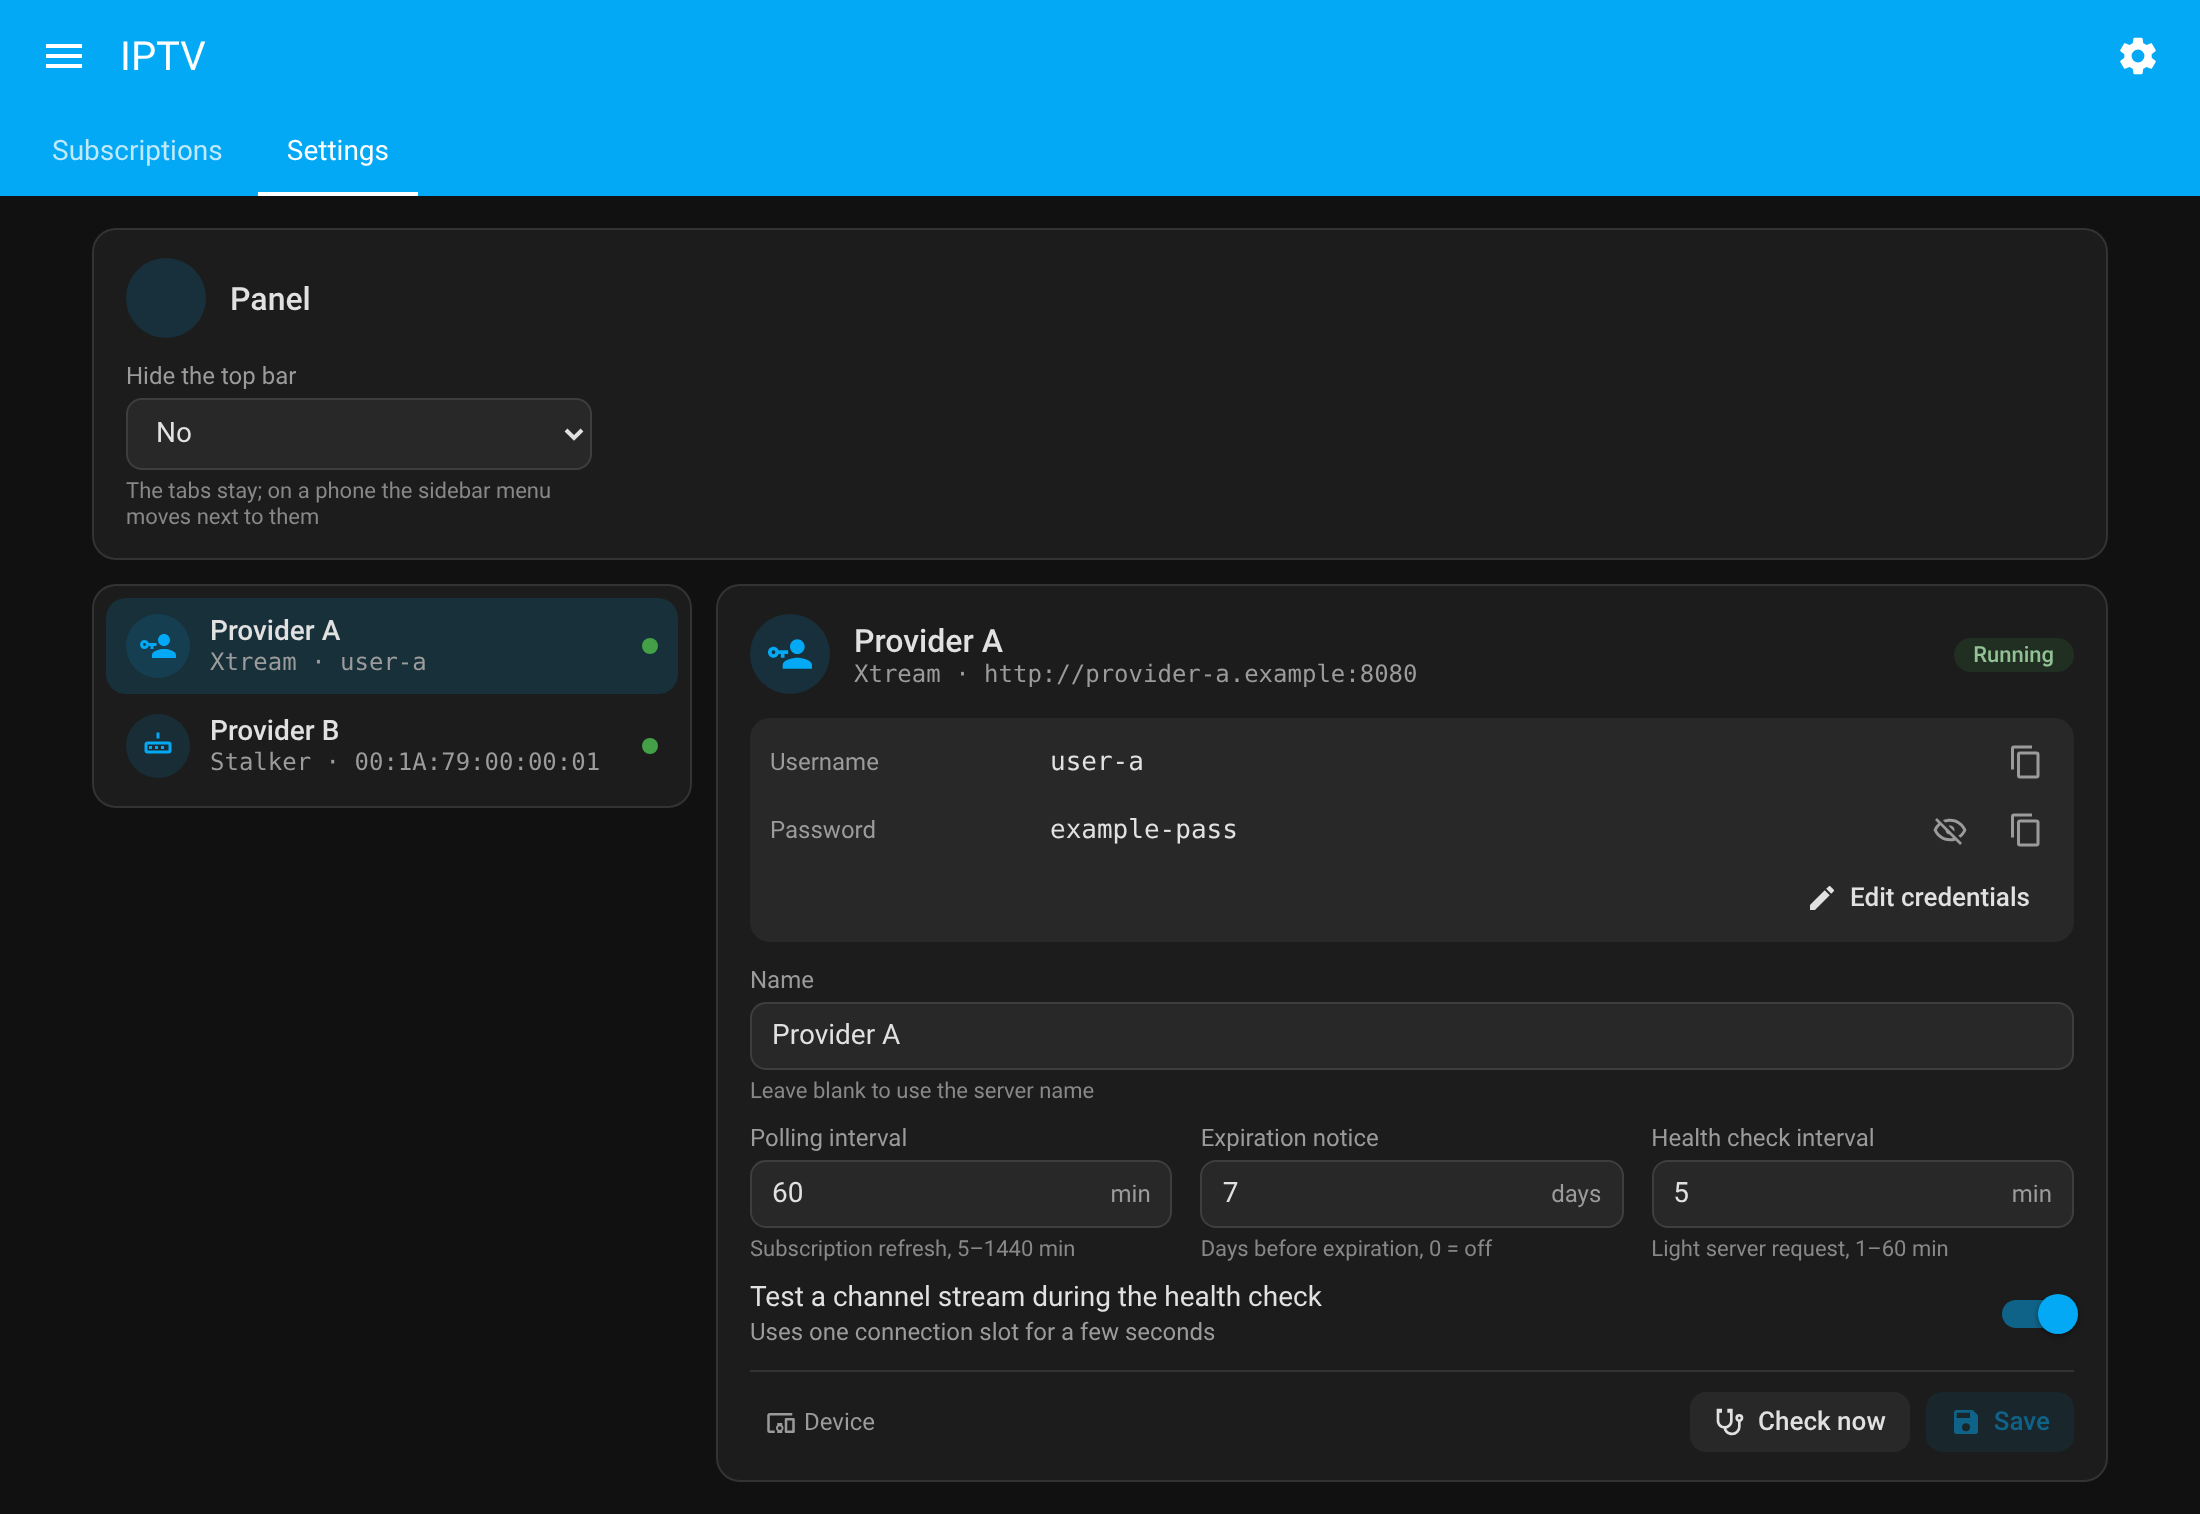 IPTV
Subscriptions
Settings
Panel
Hide the top bar
No
The tabs stay; on a phone the sidebar menu
moves next to them
Provider A
Xtream · user-a
Provider B
Stalker · 00:1A:79:00:00:01
Provider A
Xtream · http://provider-a.example:8080
Running
Username user-a
Password example-pass
Edit credentials
Name
Provider A
Leave blank to use the server name
Polling interval
60 min
Subscription refresh, 5–1440 min
Expiration notice
7 days
Days before expiration, 0 = off
Health check interval
5 min
Light server request, 1–60 min
Test a channel stream during the health check
Uses one connection slot for a few seconds
Device
Check now
Save